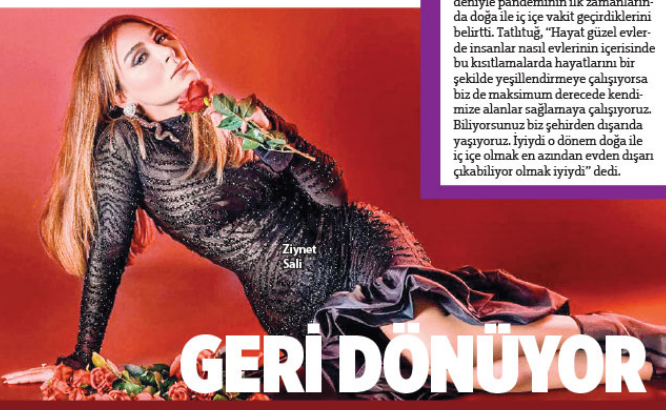 deniyle pandeminin ilk zamanların-
da doğa ile iç içe vakit geçirdiklerini
belirtti. Tatlıtuğ, “Hayat güzel evler-
de insanlar nasıl evlerinin içerisinde
bu kısıtlamalarda hayatlarını bir
şekilde yeşillendirmeye çalışıyorsa
biz de maksimum derecede kendi-
mize alanlar sağlamaya çalışıyoruz.
Biliyorsunuz biz şehirden dışarıda
yaşıyoruz. İyiydi o dönem doğa ile
iç içe olmak en azından evden dışarı
çıkabiliyor olmak iyiydi” dedi.
Ziynet
Sali
GERİ DÖNÜYOR